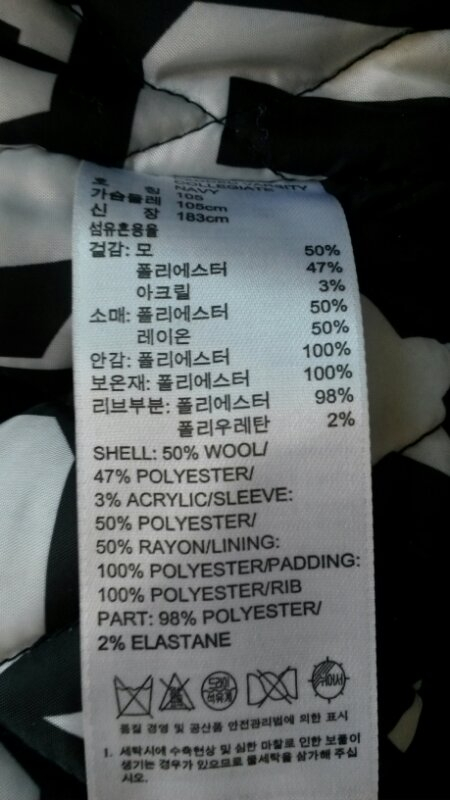 호 칭 105
가슴둘레 105cm
신 장 183cm
섬유혼용율
COLLEGIATE
NAVY
겉감: 모 50%
폴리에스터 47%
아크릴 3%
소매: 폴리에스터 50%
레이온 50%
안감: 폴리에스터 100%
보온재: 폴리에스터 100%
리브부분: 폴리에스터 98%
폴리우레탄 2%
SHELL: 50% WOOL/
47% POLYESTER/
3% ACRYLIC/SLEEVE:
50% POLYESTER/
50% RAYON/LINING:
100% POLYESTER/PADDING:
100% POLYESTER/RIB
PART: 98% POLYESTER/
2% ELASTANE
드라이
석유계
품질 경영 및 공산품 안전관리법에 의한 표시
1. 세탁시에 수축현상 및 심한 마찰로 인한 보풀이
생기는 경우가 있으므로 물세탁을 삼가해 주십
시오.